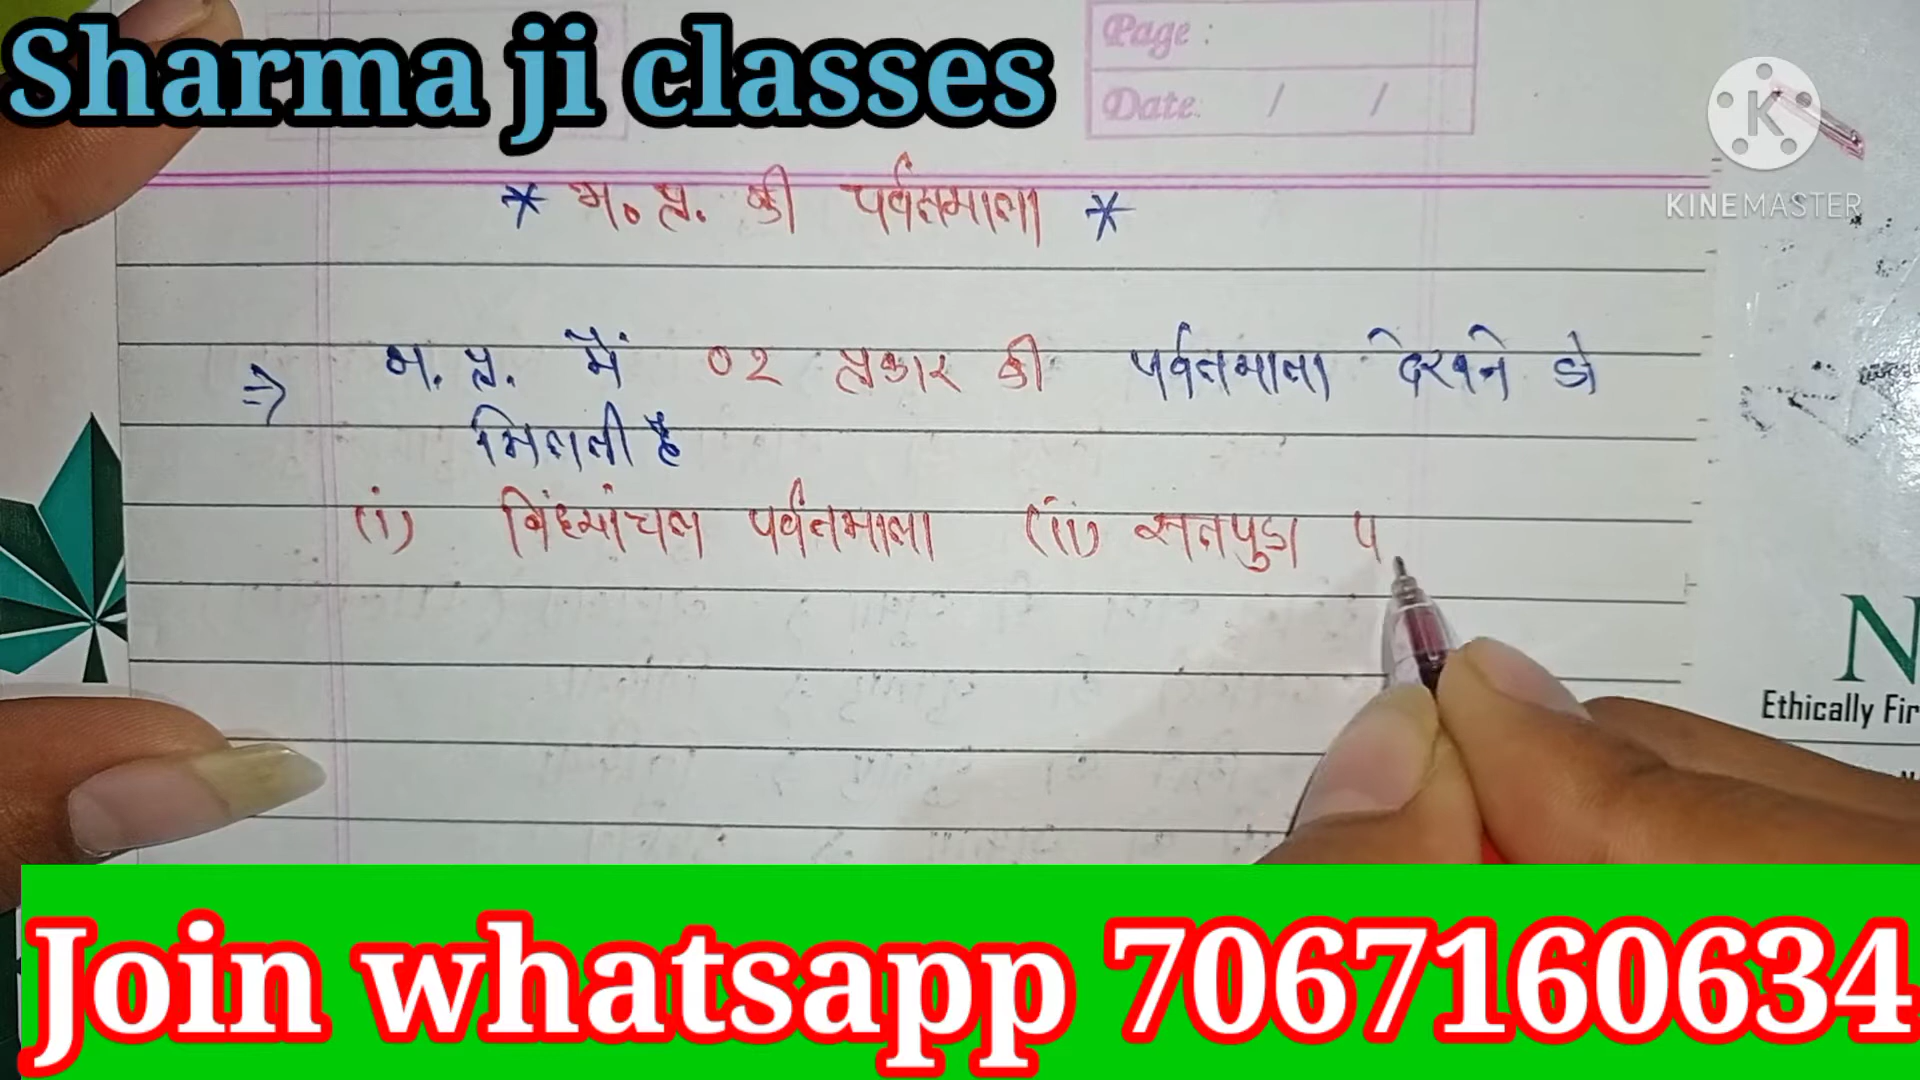 Sharma ji classes
Page :
Date: / /
K
KINEMASTER
* म. प्र. की पर्वतमाला *
⇒ म. प्र. में 02 प्रकार की पर्वतमाला देखने को
मिलती है
(i) विंध्यांचल पर्वतमाला (ii) सतपुडा प
N
Ethically Fir
Join whatsapp 7067160634